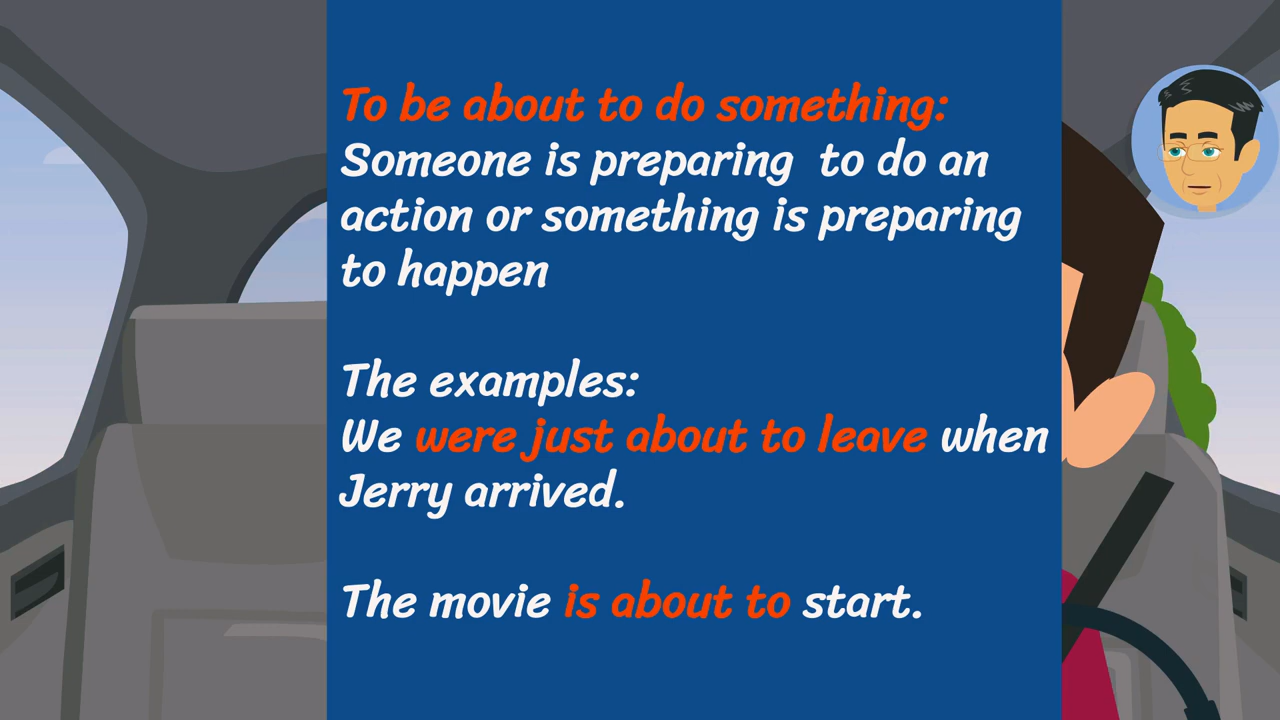 To be about to do something:
Someone is preparing  to do an
action or something is preparing
to happen
The examples:
We were just about to leave when
Jerry arrived.
The movie is about to start.